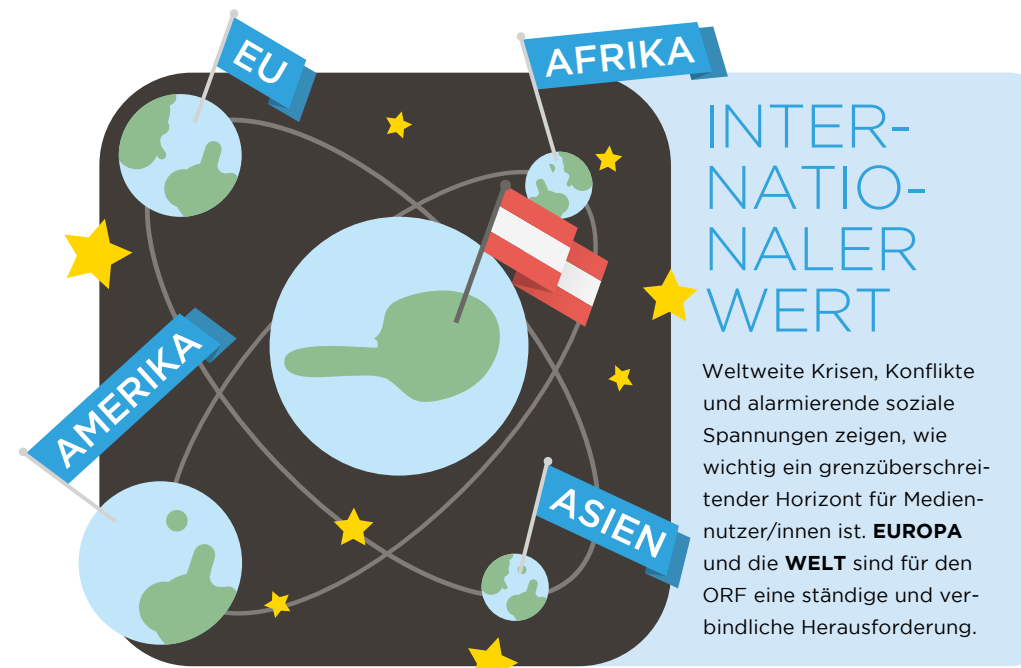 EU
AFRIKA
AMERIKA
ASIEN
INTER-
NATIO-
NALER
WERT
Weltweite Krisen, Konflikte
und alarmierende soziale
Spannungen zeigen, wie
wichtig ein grenzüberschrei-
tender Horizont für Medien-
nutzer/innen ist. EUROPA
und die WELT sind für den
ORF eine ständige und ver-
bindliche Herausforderung.